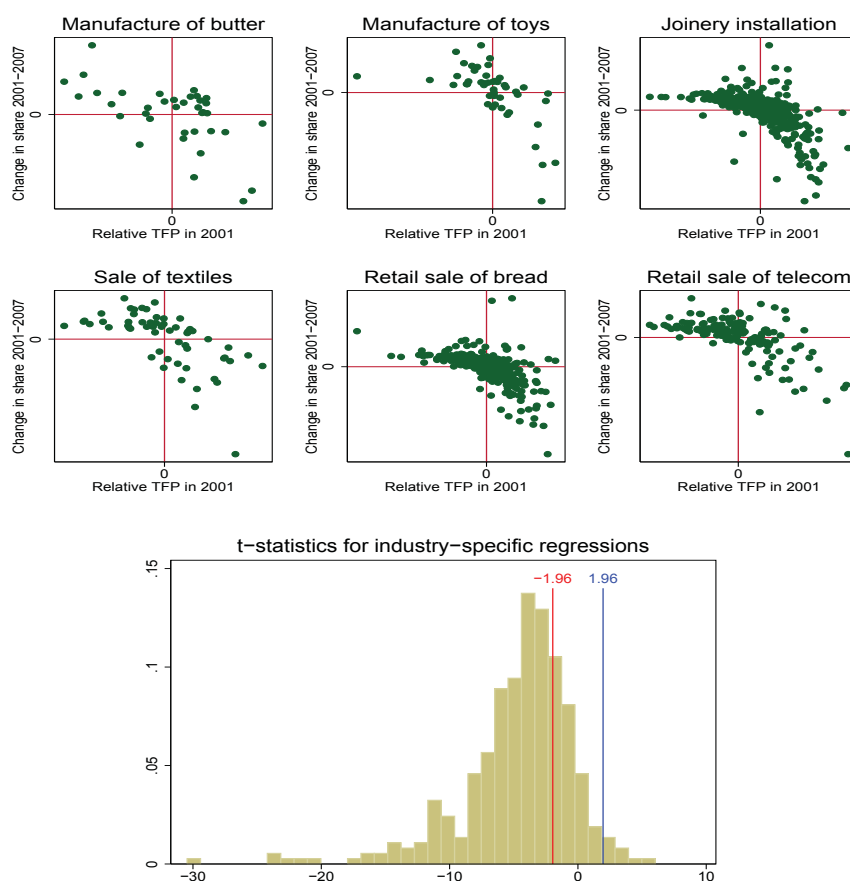 Manufacture of butter
Manufacture of toys
Joinery installation
Change in share 2001−2007
0
Change in share 2001−2007
0
Change in share 2001−2007
0
0
0
0
Relative TFP in 2001
Relative TFP in 2001
Relative TFP in 2001
Sale of textiles
Retail sale of bread
Retail sale of telecom
Change in share 2001−2007
0
Change in share 2001−2007
0
Change in share 2001−2007
0
0
0
0
Relative TFP in 2001
Relative TFP in 2001
Relative TFP in 2001
t−statistics for industry−specific regressions
−1.96 1.96
.15
.1
.05
0
−30 −20 −10 0 10